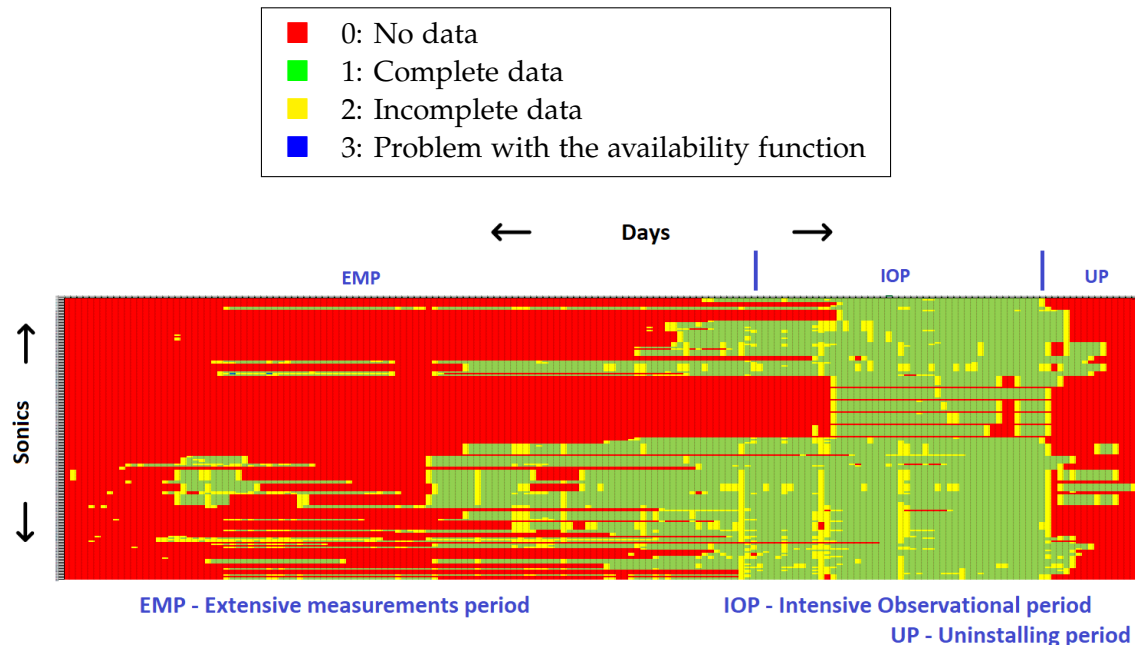 0: No data
1: Complete data
2: Incomplete data
3: Problem with the availability function
Days
EMP
IOP
UP
Sonics
EMP - Extensive measurements period
IOP - Intensive Observational period
UP - Uninstalling period